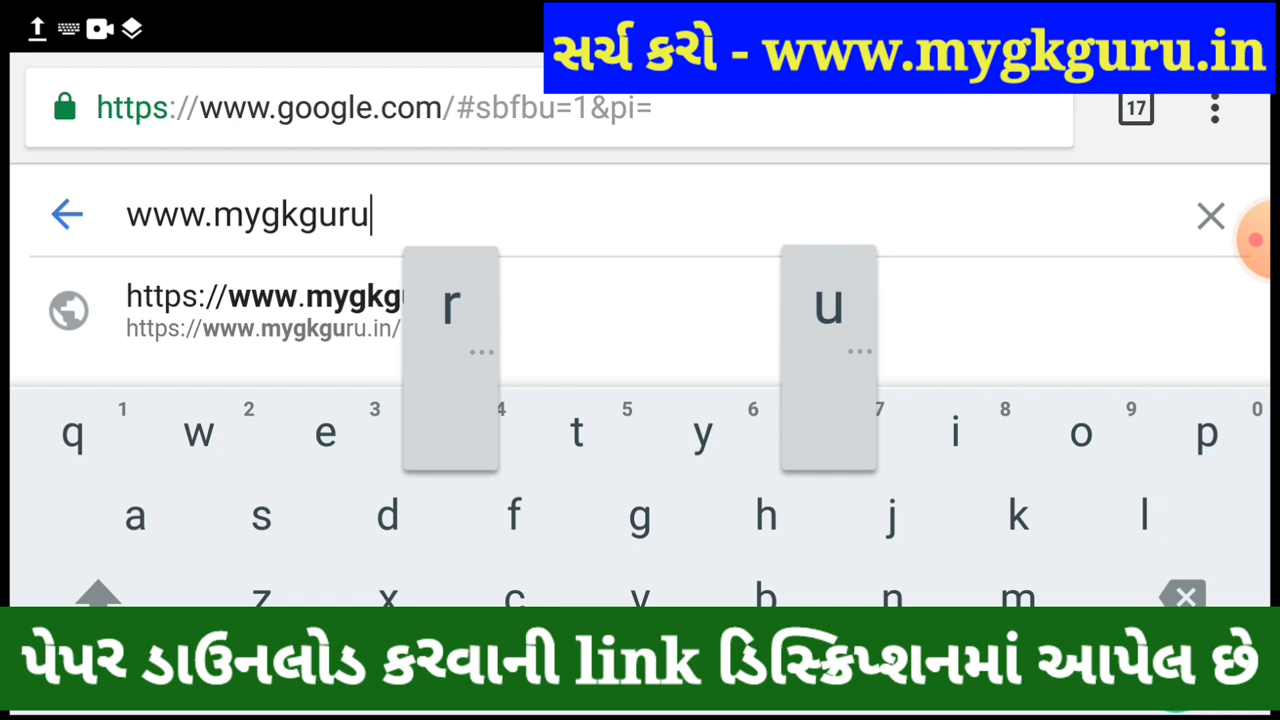 સર્ચ કરો - www.mygkguru.in
https://www.google.com/#sbfbu=1&pi=
17
www.mygkguru
https://www.mygkg
https://www.mygkguru.in/
r
u
1 2 3 4 5 6 7 8 9 0
q w e t y i o p
a s d f g h j k l
z x c v b n m
પેપર ડાઉનલોડ કરવાની link ડિસ્ક્રિપ્શનમાં આપેલ છે